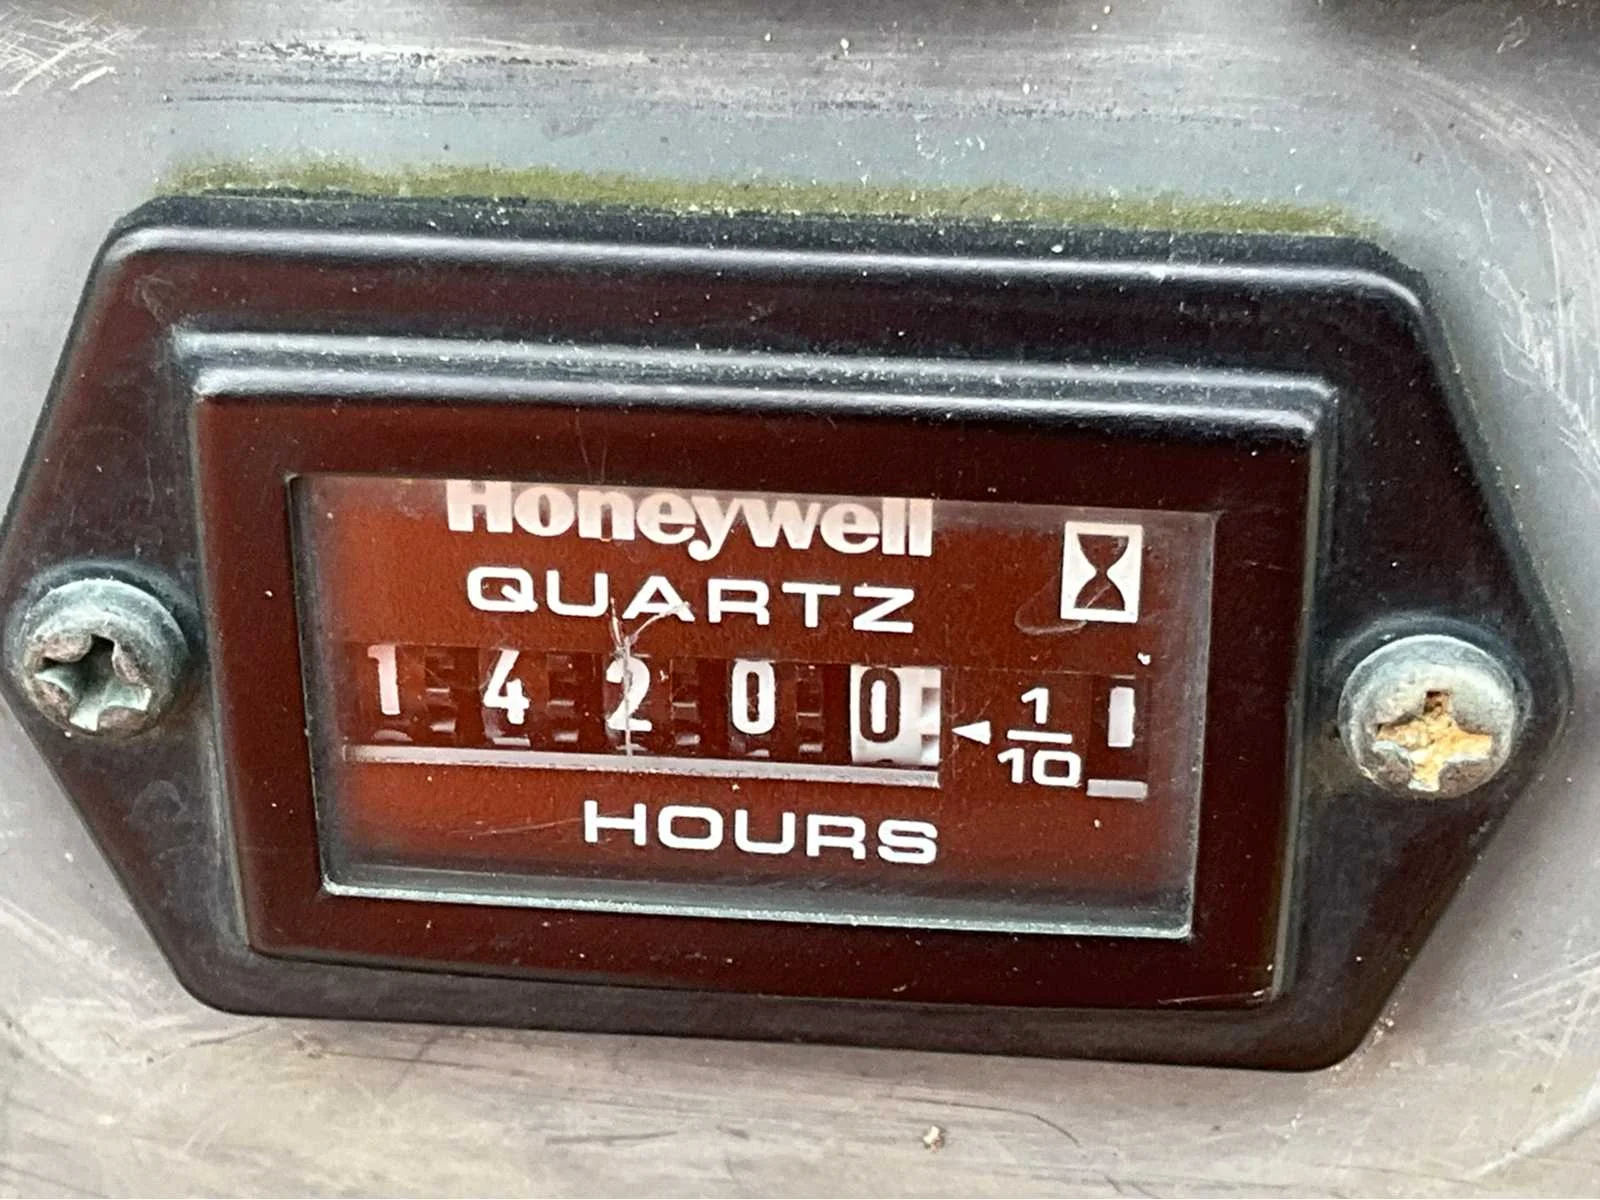 Honeywell
QUARTZ
14200 ◀ 1/10
HOURS